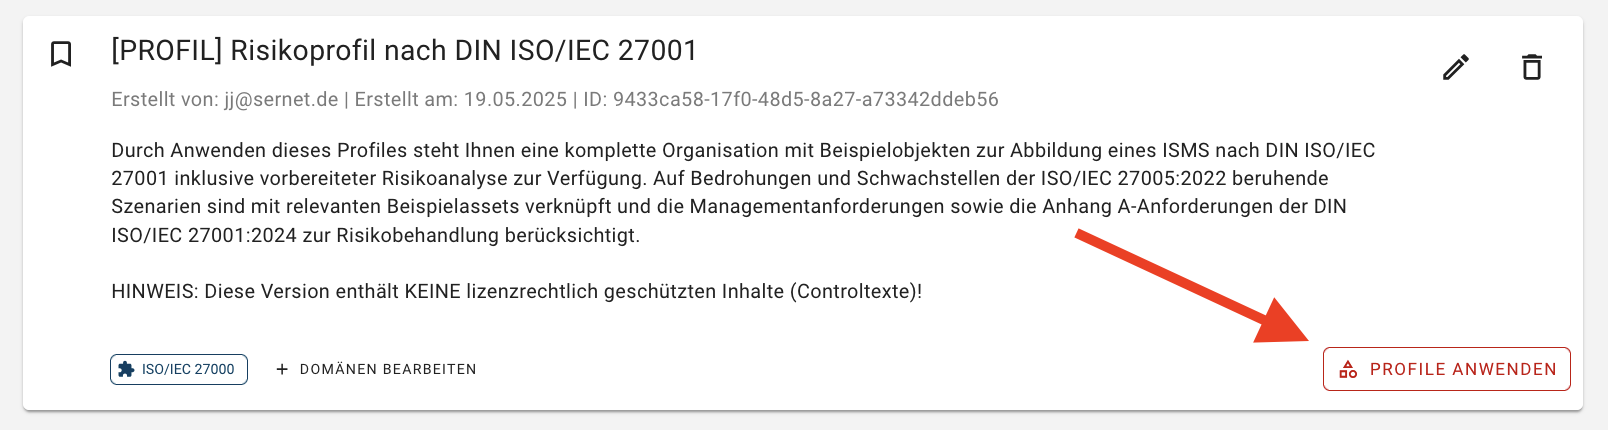 [PROFIL] Risikoprofil nach DIN ISO/IEC 27001
Erstellt von: jj@sernet.de | Erstellt am: 19.05.2025 | ID: 9433ca58-17f0-48d5-8a27-a73342ddeb56
Durch Anwenden dieses Profiles steht Ihnen eine komplette Organisation mit Beispielobjekten zur Abbildung eines ISMS nach DIN ISO/IEC
27001 inklusive vorbereiteter Risikoanalyse zur Verfügung. Auf Bedrohungen und Schwachstellen der ISO/IEC 27005:2022 beruhende
Szenarien sind mit relevanten Beispielassets verknüpft und die Managementanforderungen sowie die Anhang A-Anforderungen der DIN
ISO/IEC 27001:2024 zur Risikobehandlung berücksichtigt.
HINWEIS: Diese Version enthält KEINE lizenzrechtlich geschützten Inhalte (Controltexte)!
ISO/IEC 27000
+ DOMÄNEN BEARBEITEN
PROFILE ANWENDEN